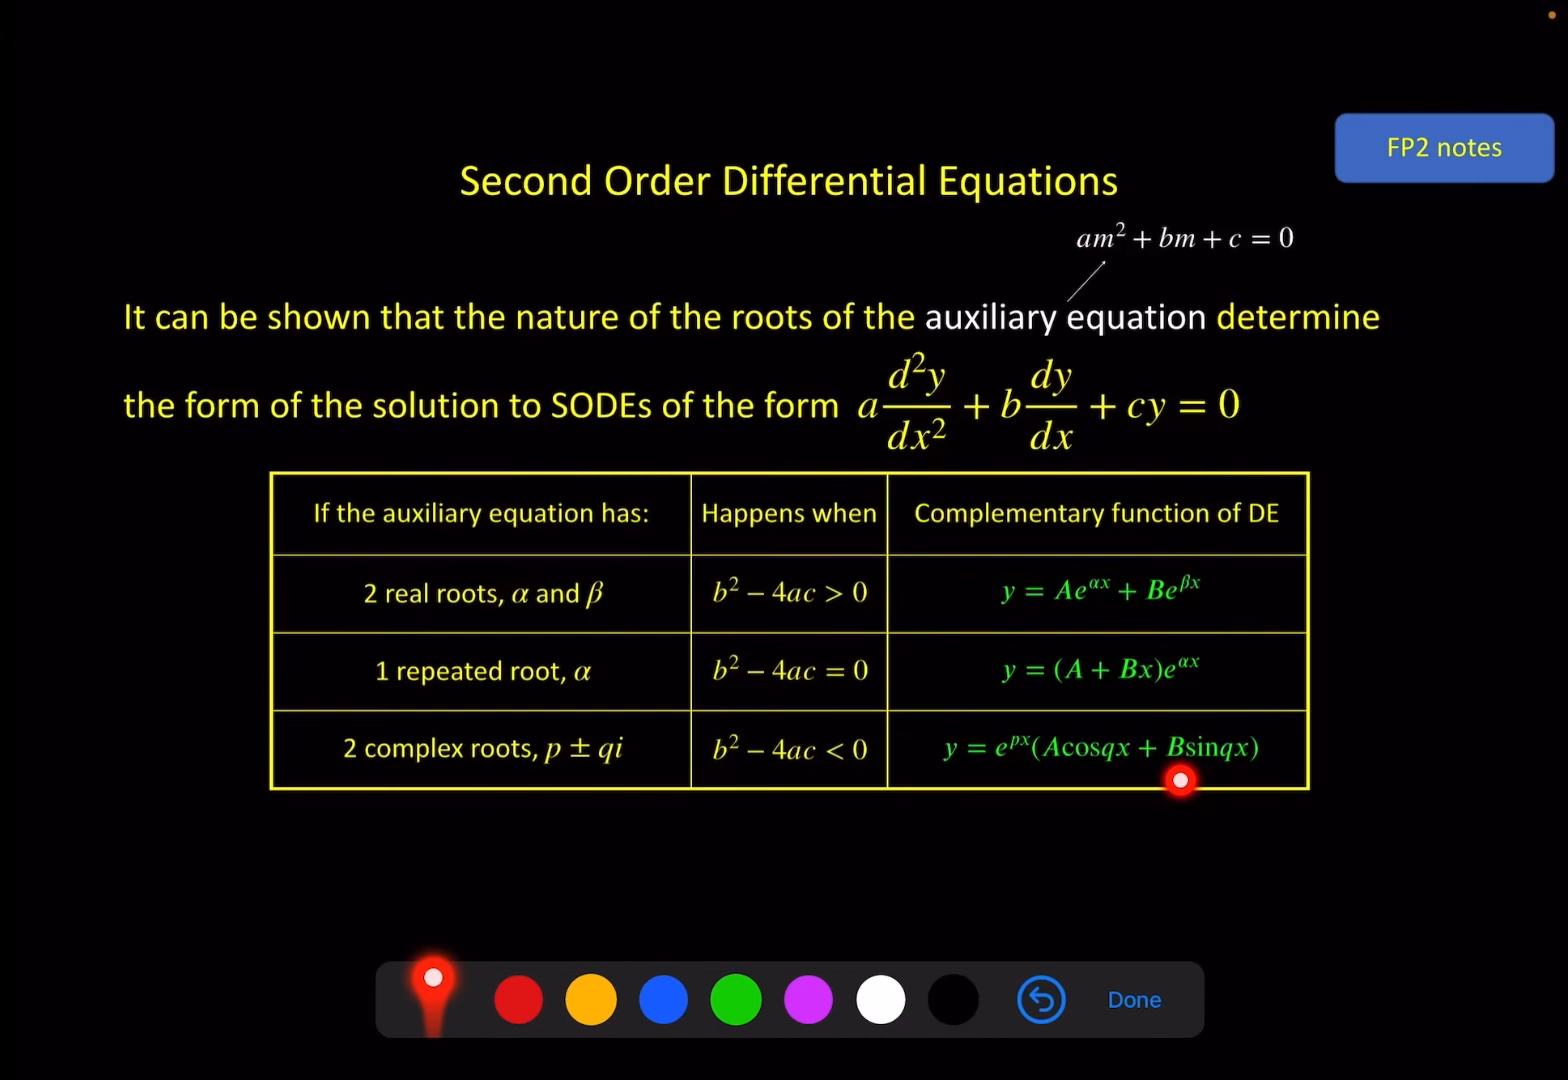 FP2 notes
Second Order Differential Equations
am² + bm + c = 0
It can be shown that the nature of the roots of the auxiliary equation determine
the form of the solution to SODEs of the form a d²y/dx² + b dy/dx + cy = 0
If the auxiliary equation has: Happens when Complementary function of DE
2 real roots, α and β b² – 4ac > 0 y = Ae^αx + Be^βx
1 repeated root, α b² – 4ac = 0 y = (A + Bx)e^αx
2 complex roots, p ± qi b² – 4ac < 0 y = e^px(Acosqx + Bsinqx)
Done